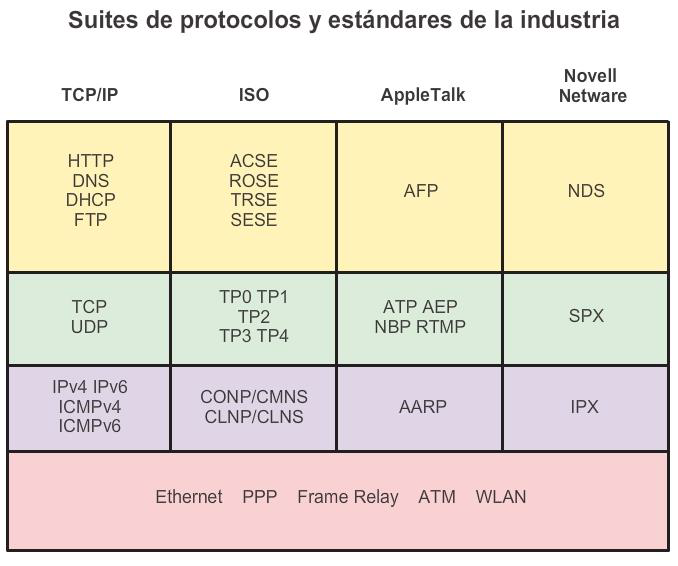 Suites de protocolos y estándares de la industria
TCP/IP
ISO
AppleTalk
Novell
Netware
HTTP
DNS
DHCP
FTP
ACSE
ROSE
TRSE
SESE
AFP
NDS
TCP
UDP
TP0 TP1
TP2
TP3 TP4
ATP AEP
NBP RTMP
SPX
IPv4 IPv6
ICMPv4
ICMPv6
CONP/CMNS
CLNP/CLNS
AARP
IPX
Ethernet PPP Frame Relay ATM WLAN